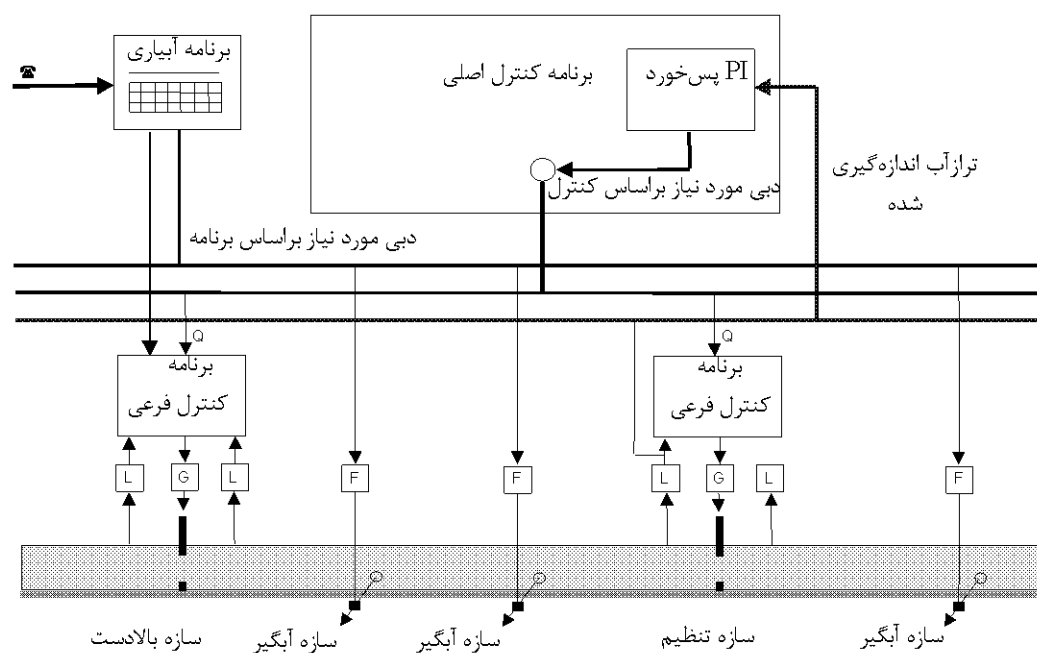 برنامه آبیاری
PI پس‌خورد
برنامه کنترل اصلی
ترازآب اندازه‌گیری
شده
دبی مورد نیاز براساس کنترل
دبی مورد نیاز براساس برنامه
Q
Q
برنامه
کنترل فرعی
برنامه
کنترل فرعی
L
G
L
F
F
L
G
L
F
سازه بالادست
سازه آبگیر
سازه آبگیر
سازه تنظیم
سازه آبگیر